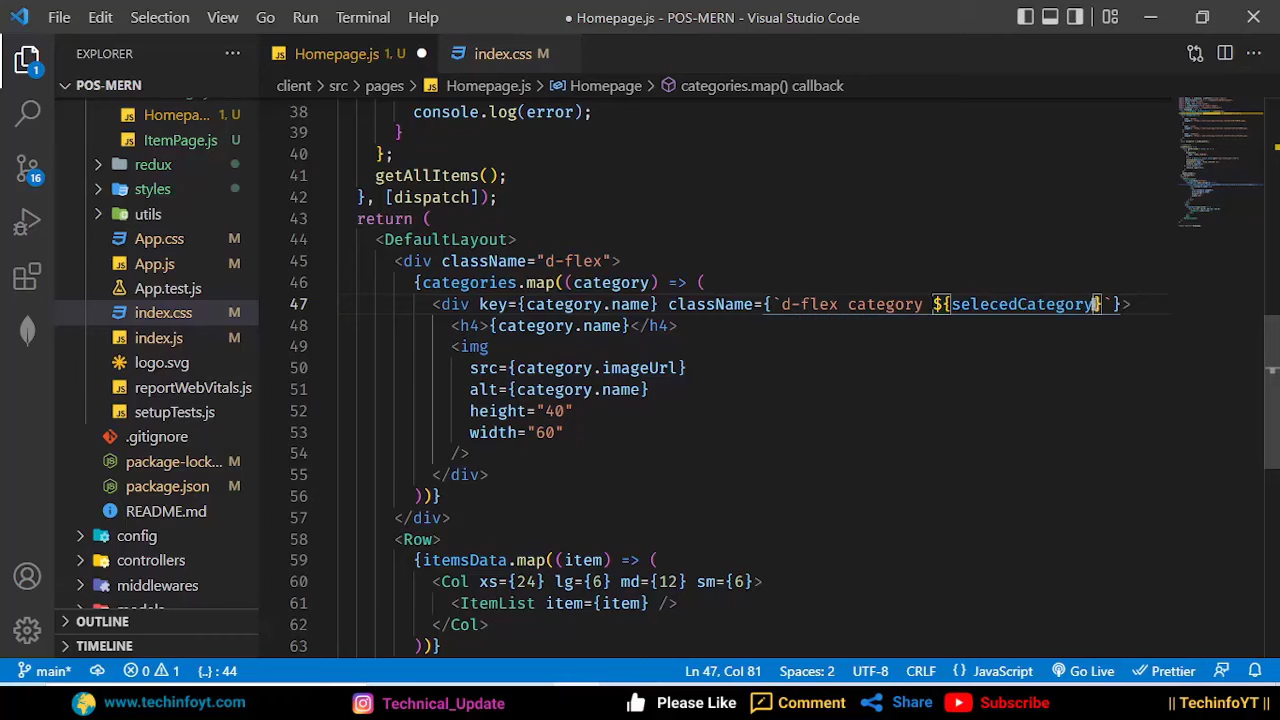 File Edit Selection View Go Run Terminal Help ● Homepage.js - POS-MERN - Visual Studio Code
EXPLORER
Homepage.js 1, U
index.css M
POS-MERN
client > src > pages > Homepage.js > Homepage > categories.map() callback
1
16
Homepa... 1, U
ItemPage.js U
redux
styles
utils
App.css M
App.js M
App.test.js
index.css M
index.js M
logo.svg
reportWebVitals.js
setupTests.js
.gitignore
package-lock... M
package.json M
README.md
config
controllers
middlewares
OUTLINE
TIMELINE
38 console.log(error);
39 }
40 };
41 getAllItems();
42 }, [dispatch]);
43 return (
44 <DefaultLayout>
45 <div className="d-flex">
46 {categories.map((category) => (
47 <div key={category.name} className={`d-flex category ${selecedCategory}`}>
48 <h4>{category.name}</h4>
49 <img
50 src={category.imageUrl}
51 alt={category.name}
52 height="40"
53 width="60"
54 />
55 </div>
56 ))}
57 </div>
58 <Row>
59 {itemsData.map((item) => (
60 <Col xs={24} lg={6} md={12} sm={6}>
61 <ItemList item={item} />
62 </Col>
63 ))}
main* 0 1 {..} : 44 Ln 47, Col 81 Spaces: 2 UTF-8 CRLF {} JavaScript Go Live Prettier
www.techinfoyt.com Technical_Update Please Like Comment Share Subscribe || TechinfoYT ||